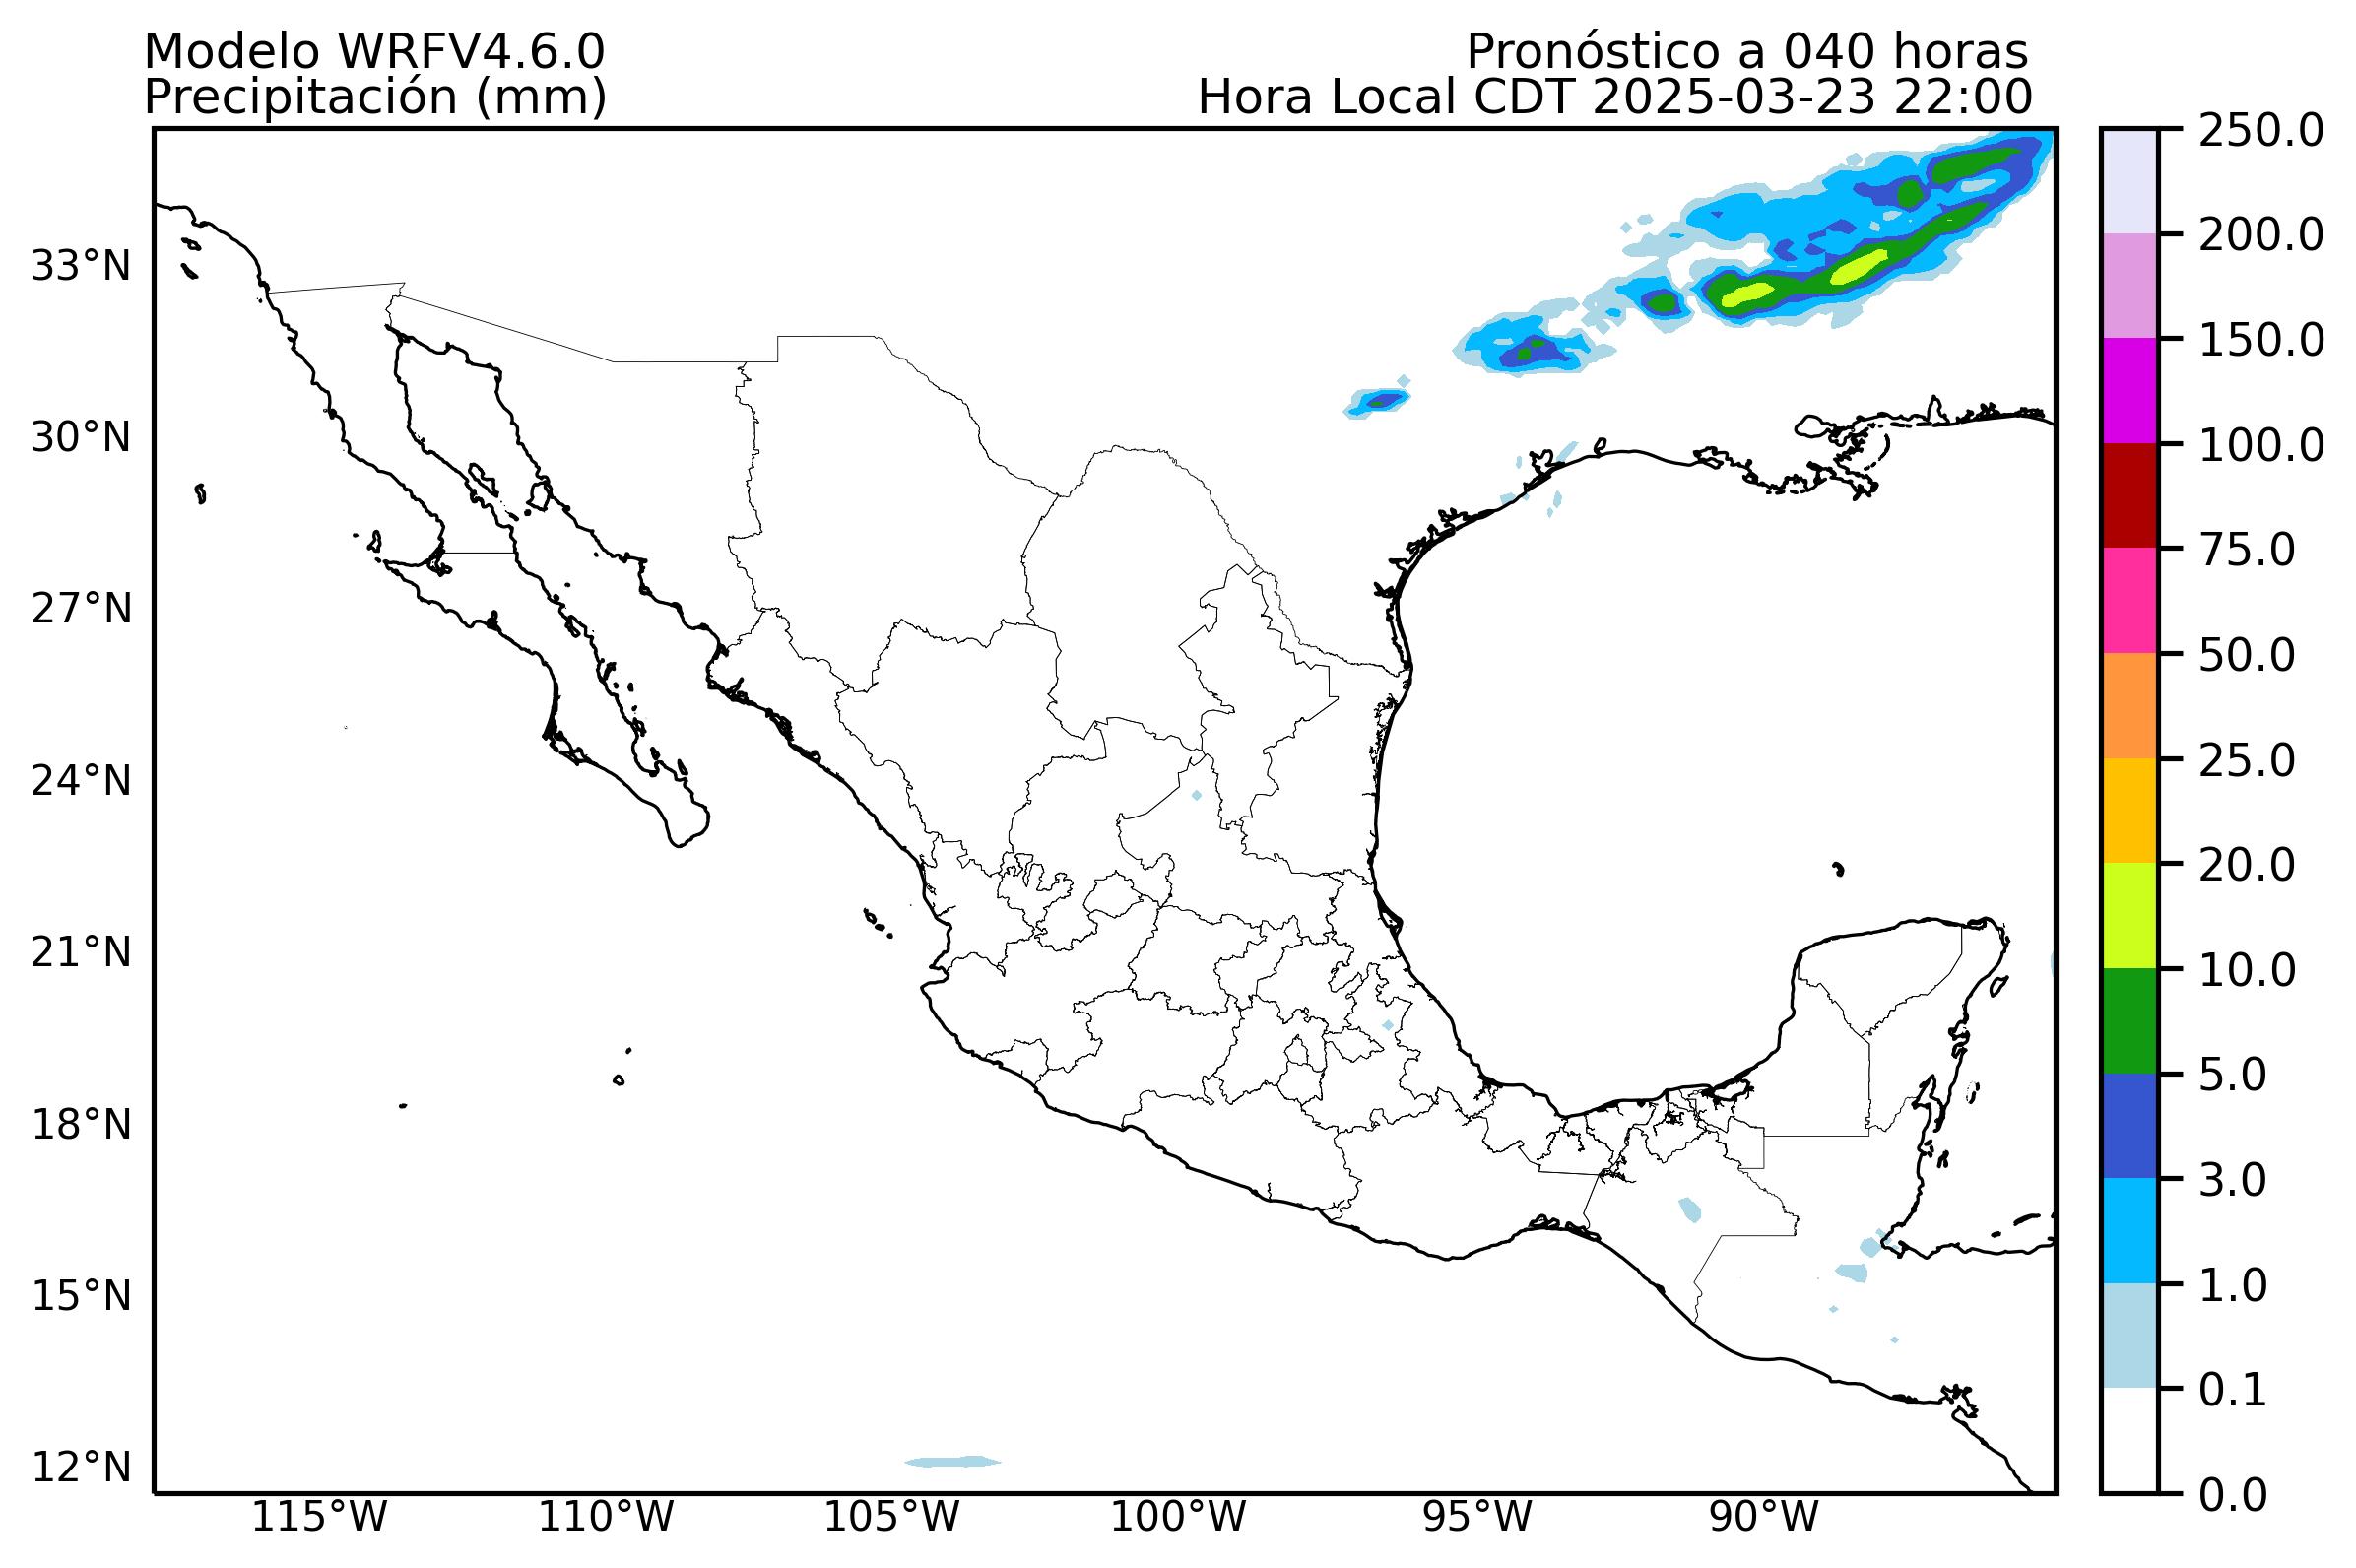 Modelo WRFV4.6.0
Pronóstico a 040 horas
Precipitación (mm)
Hora Local CDT 2025-03-23 22:00
33°N
30°N
27°N
24°N
21°N
18°N
15°N
12°N
115°W
110°W
105°W
100°W
95°W
90°W
250.0
200.0
150.0
100.0
75.0
50.0
25.0
20.0
10.0
5.0
3.0
1.0
0.1
0.0